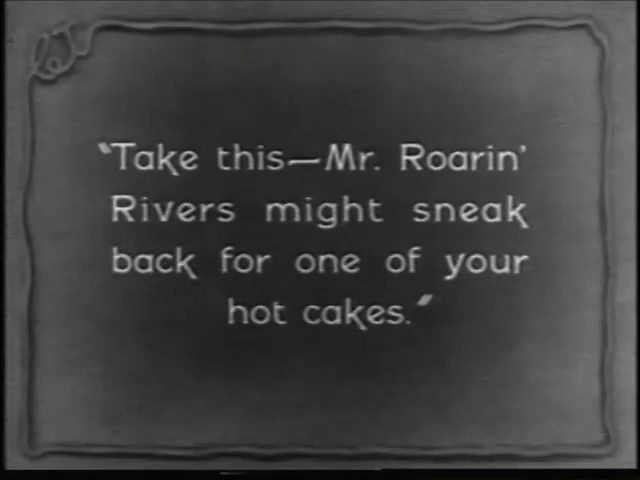 "Take this—Mr. Roarin'
Rivers might sneak
back for one of your
hot cakes."